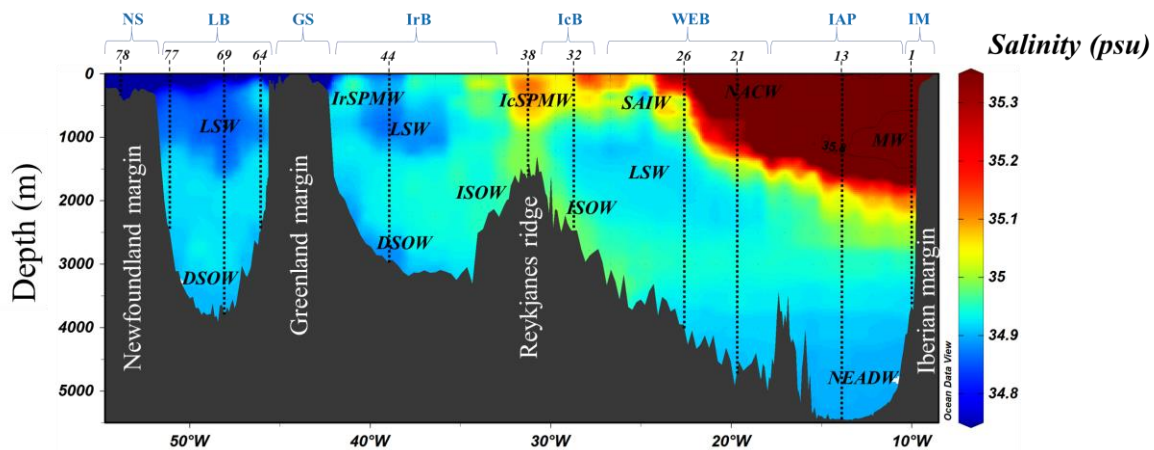 NS LB GS IrB IcB WEB IAP IM
78 77 69 64 44 38 32 26 21 13 1
Salinity (psu)
Depth (m)
0
1000
2000
3000
4000
5000
50°W 40°W 30°W 20°W 10°W
Newfoundland margin
Greenland margin
Reykjanes ridge
Iberian margin
IrSPMW IcSPMW SAIW NACW
LSW LSW MW
35.8
LSW
ISOW ISOW
DSOW DSOW
NEADW
Ocean Data View
35.3
35.2
35.1
35
34.9
34.8